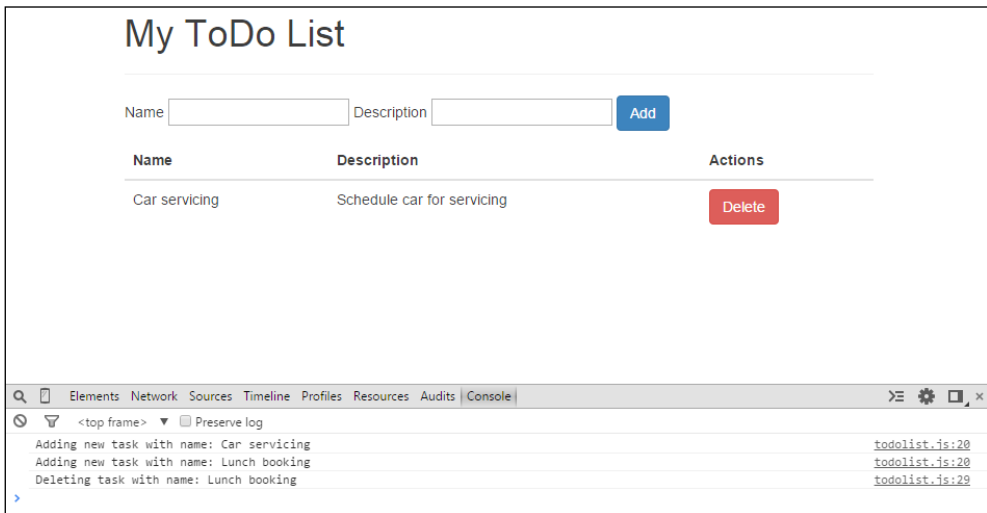 My ToDo List
Name Description Add
Name Description Actions
Car servicing Schedule car for servicing Delete
Elements Network Sources Timeline Profiles Resources Audits Console
<top frame> ▼ Preserve log
Adding new task with name: Car servicing todolist.js:20
Adding new task with name: Lunch booking todolist.js:20
Deleting task with name: Lunch booking todolist.js:29
>